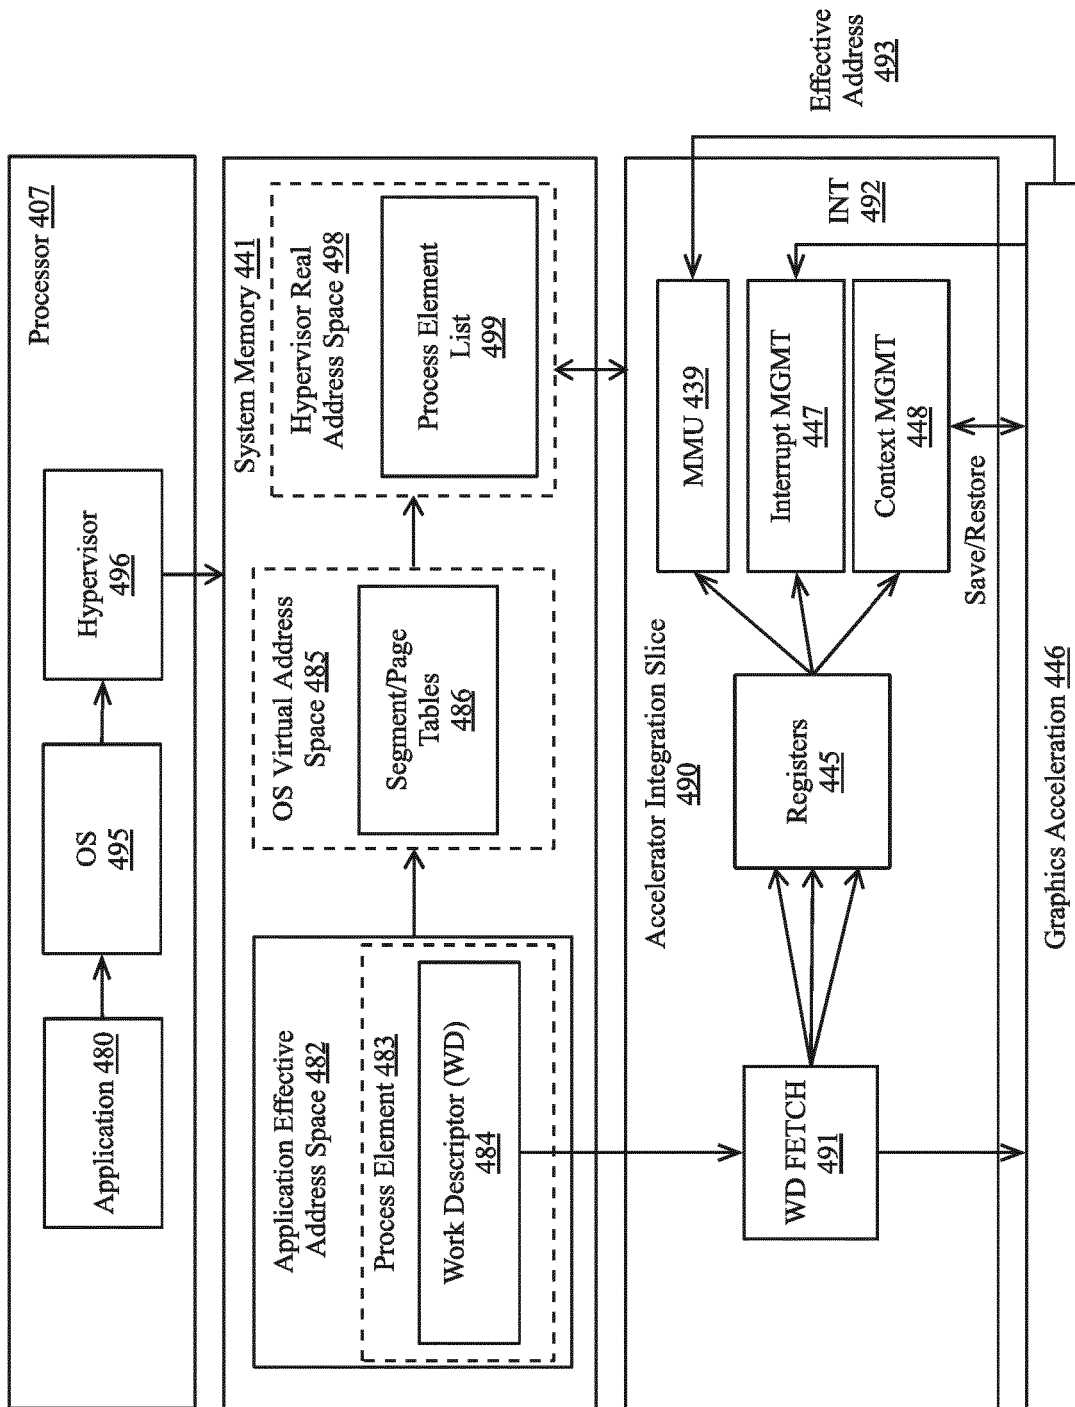 Processor 407
Application 480
OS
495
Hypervisor
496
System Memory 441
Application Effective
Address Space 482
Process Element 483
Work Descriptor (WD)
484
OS Virtual Address
Space 485
Segment/Page
Tables
486
Hypervisor Real
Address Space 498
Process Element
List
499
Accelerator Integration Slice
490
WD FETCH
491
Registers
445
MMU 439
Interrupt MGMT
447
Context MGMT
448
Save/Restore
INT
492
Effective
Address
493
Graphics Acceleration 446